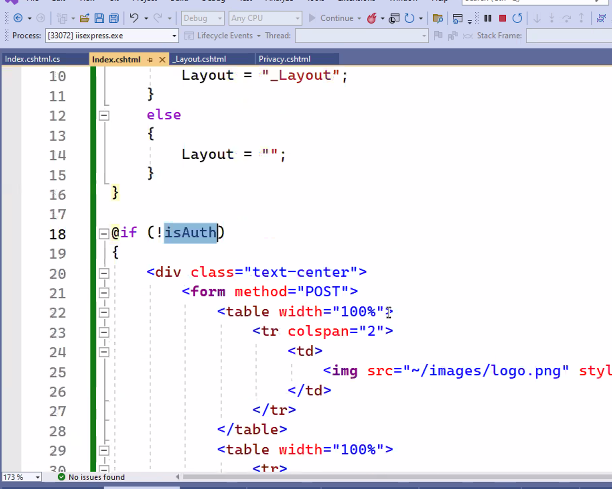 Debug Any CPU Continue
Process: [33072] iisexpress.exe Lifecycle Events Thread: Stack Frame:
Index.cshtml.cs Index.cshtml _Layout.cshtml Privacy.cshtml
10 Layout = "_Layout";
11 }
12 else
13 {
14 Layout = "";
15 }
16 }
17
18 @if (!isAuth)
19 {
20 <div class="text-center">
21 <form method="POST">
22 <table width="100%">
23 <tr colspan="2">
24 <td>
25 <img src="~/images/logo.png" styl
26 </td>
27 </tr>
28 </table>
29 <table width="100%">
30 <tr>
173 % No issues found